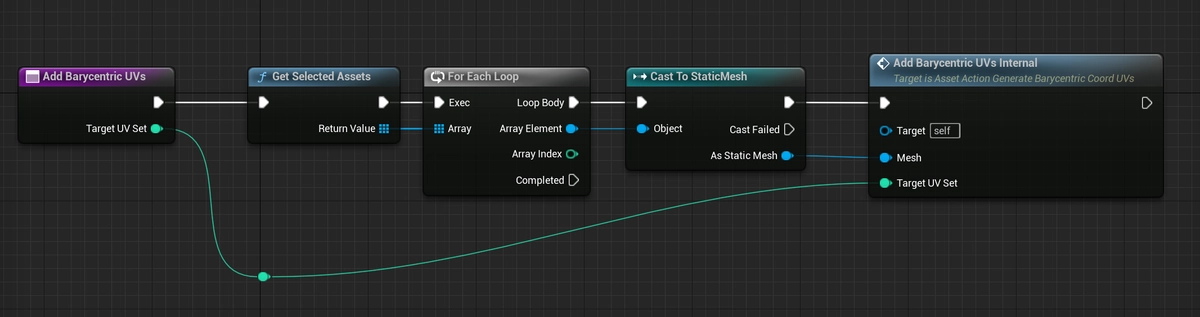 Add Barycentric UVs
Target UV Set
Get Selected Assets
Return Value
For Each Loop
Exec
Loop Body
Array
Array Element
Array Index
Completed
Cast To StaticMesh
Object
Cast Failed
As Static Mesh
Add Barycentric UVs Internal
Target is Asset Action Generate Barycentric Coord UVs
Target self
Mesh
Target UV Set